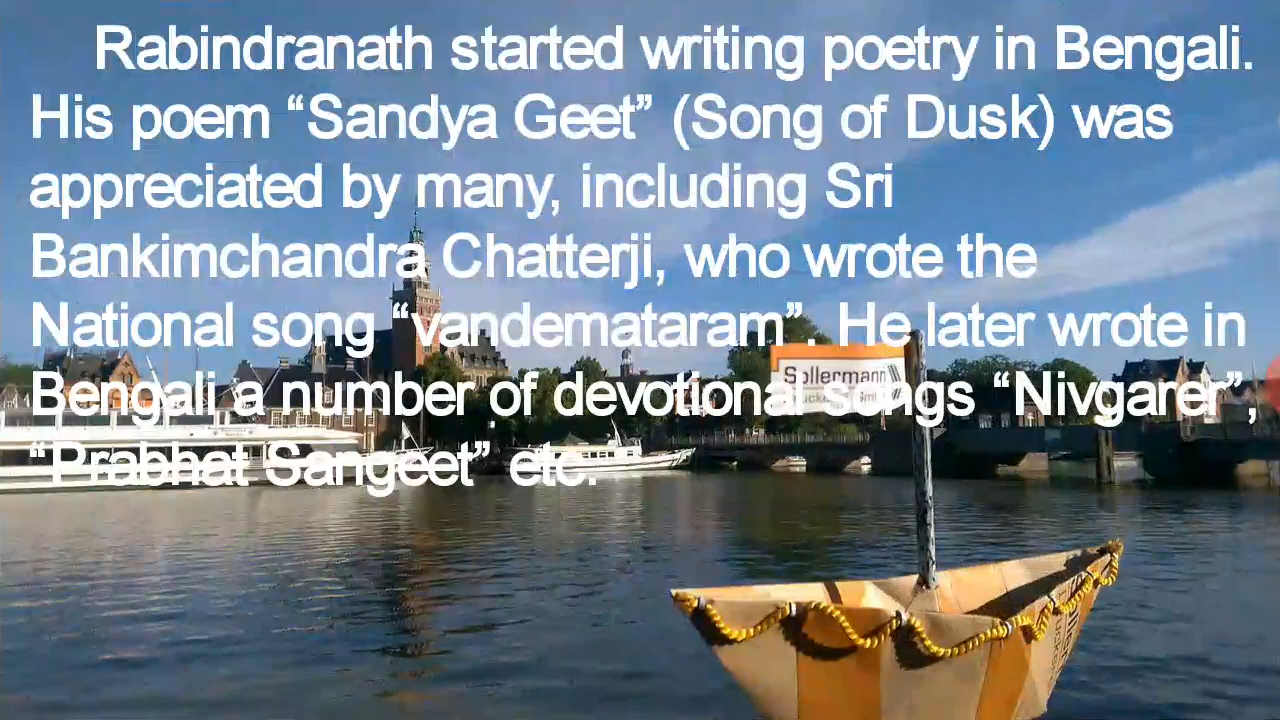 Rabindranath started writing poetry in Bengali.
His poem “Sandya Geet” (Song of Dusk) was
appreciated by many, including Sri
Bankimchandra Chatterji, who wrote the
National song “vandemataram”. He later wrote in
Bengali a number of devotional songs “Nivgarer”,
“Prabhat Sangeet” etc.
Sollermann